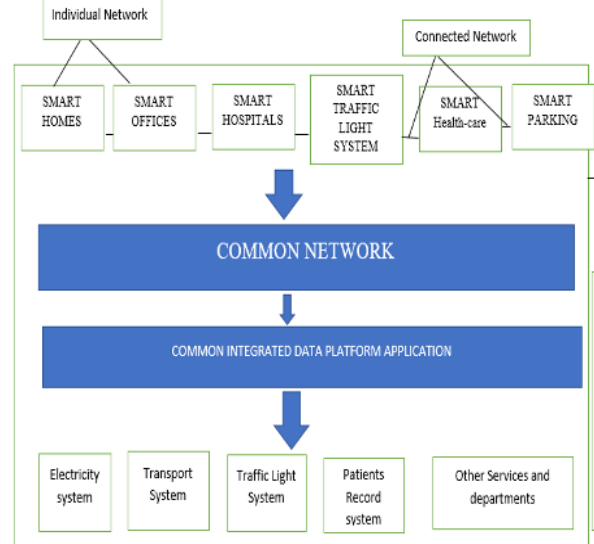 Individual Network
Connected Network
SMART
HOMES
SMART
OFFICES
SMART
HOSPITALS
SMART
TRAFFIC
LIGHT
SYSTEM
SMART
Health-care
SMART
PARKING
COMMON NETWORK
COMMON INTEGRATED DATA PLATFORM APPLICATION
Electricity
system
Transport
System
Traffic Light
System
Patients
Record
system
Other Services and
departments